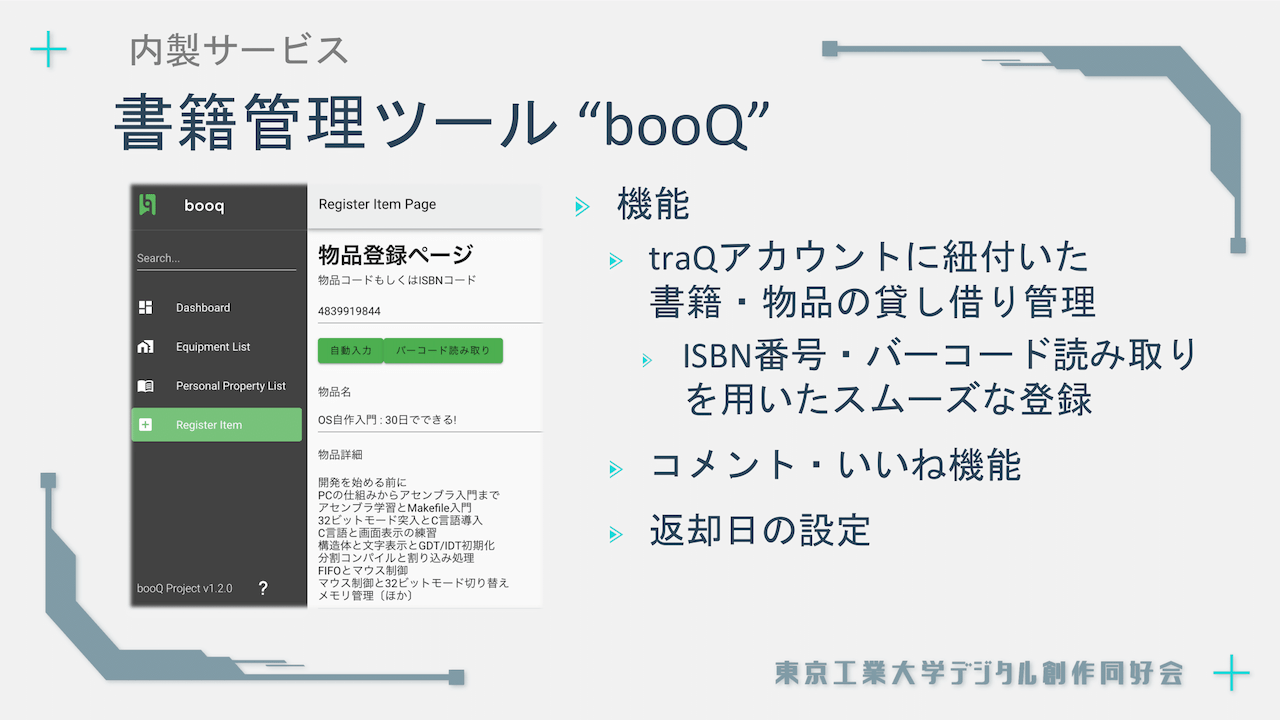 内製サービス
書籍管理ツール “booQ”
booq
Search...
Dashboard
Equipment List
Personal Property List
Register Item
booQ Project v1.2.0
?
Register Item Page
物品登録ページ
物品コードもしくはISBNコード
4839919844
自動入力 バーコード読み取り
物品名
OS自作入門 : 30日でできる!
物品詳細
開発を始める前に
PCの仕組みからアセンブラ入門まで
アセンブラ学習とMakefile入門
32ビットモード突入とC言語導入
C言語と画面表示の練習
構造体と文字表示とGDT/IDT初期化
分割コンパイルと割り込み処理
FIFOとマウス制御
マウス制御と32ビットモード切り替え
メモリ管理〔ほか〕
機能
traQアカウントに紐付いた
書籍・物品の貸し借り管理
ISBN番号・バーコード読み取り
を用いたスムーズな登録
コメント・いいね機能
返却日の設定
東京工業大学デジタル創作同好会